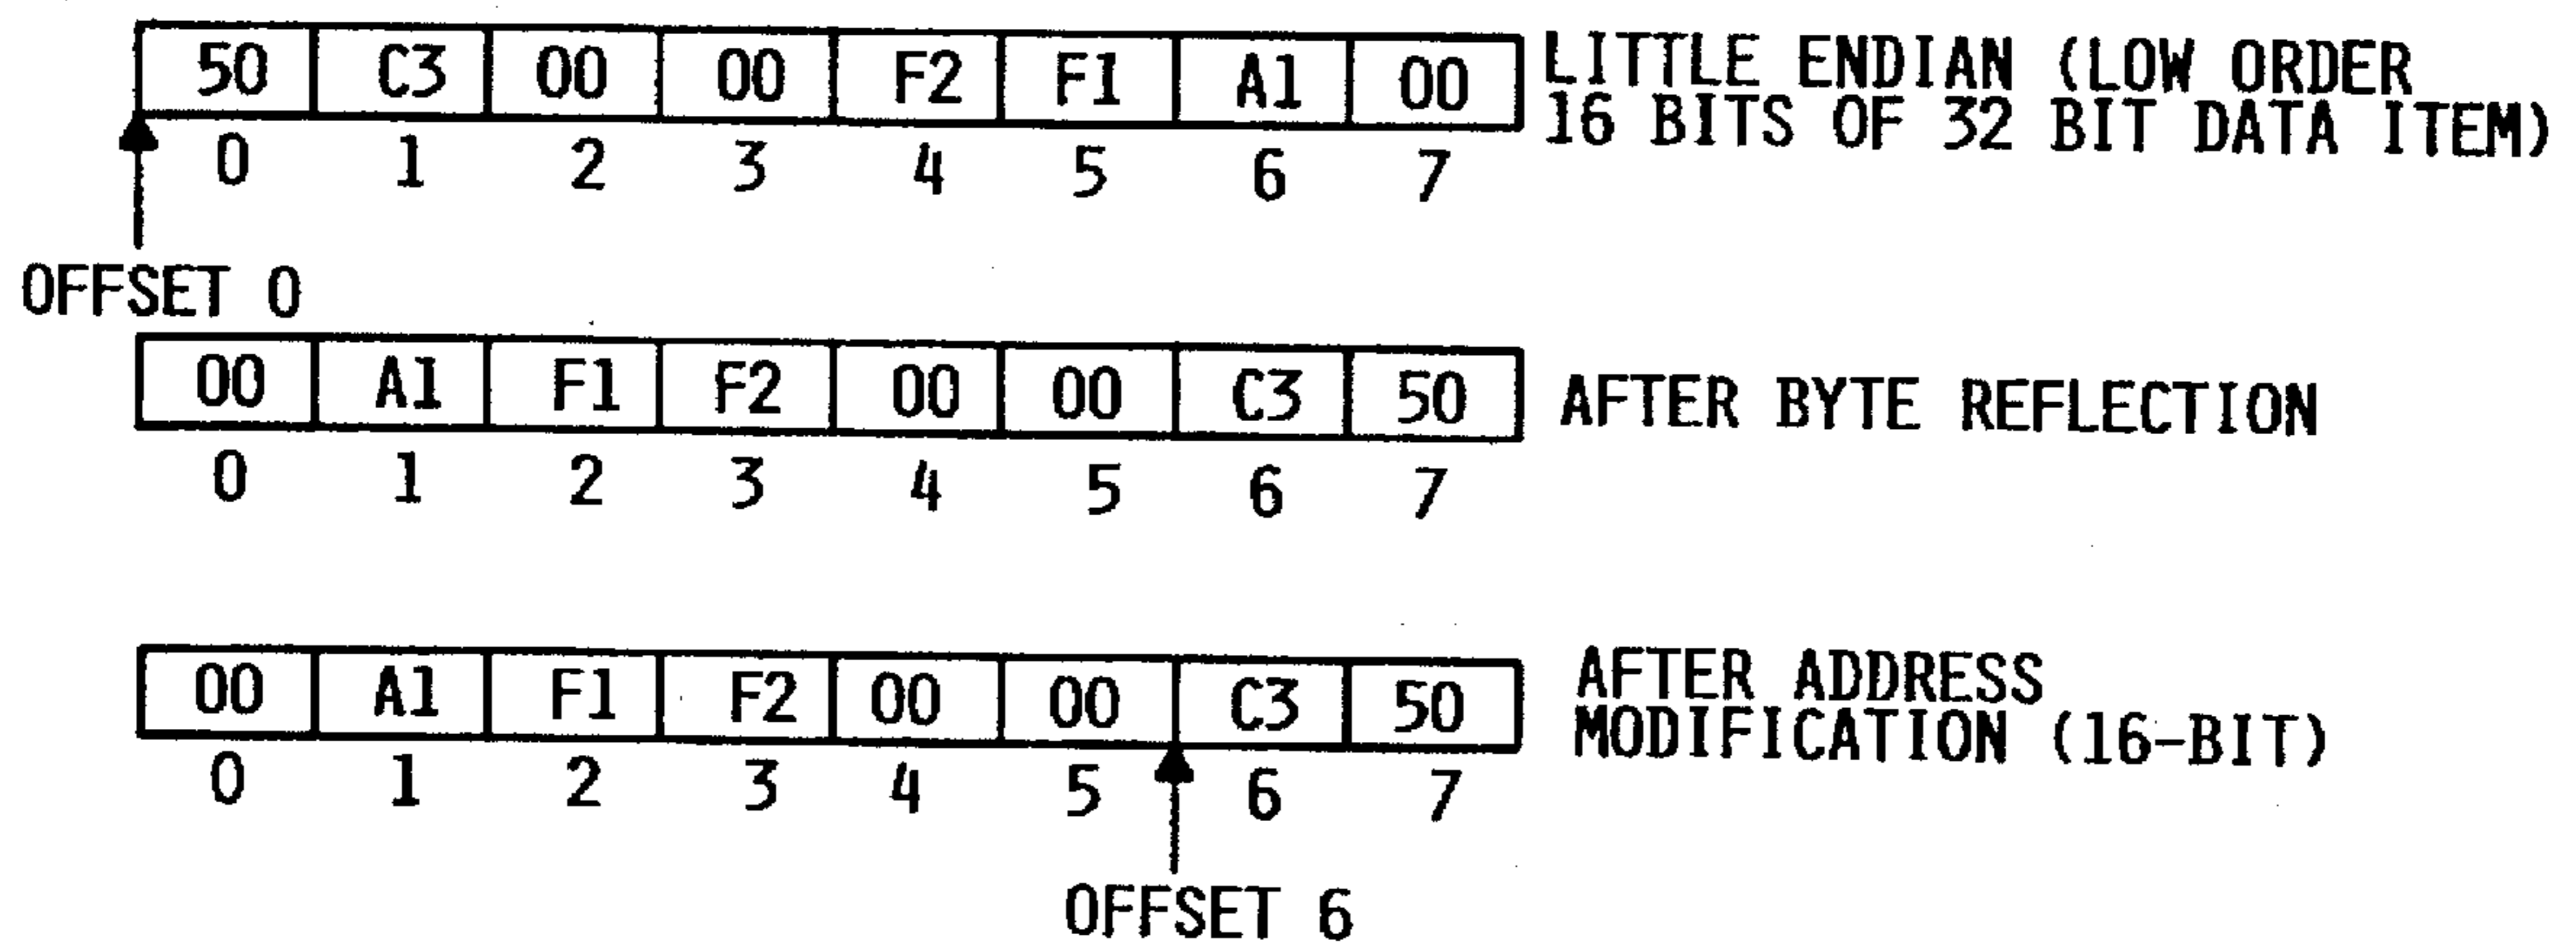 50 C3 00 00 F2 F1 A1 00 LITTLE ENDIAN (LOW ORDER
16 BITS OF 32 BIT DATA ITEM)
0 1 2 3 4 5 6 7
OFFSET 0
00 A1 F1 F2 00 00 C3 50 AFTER BYTE REFLECTION
0 1 2 3 4 5 6 7
00 A1 F1 F2 00 00 C3 50 AFTER ADDRESS
MODIFICATION (16-BIT)
0 1 2 3 4 5 6 7
OFFSET 6